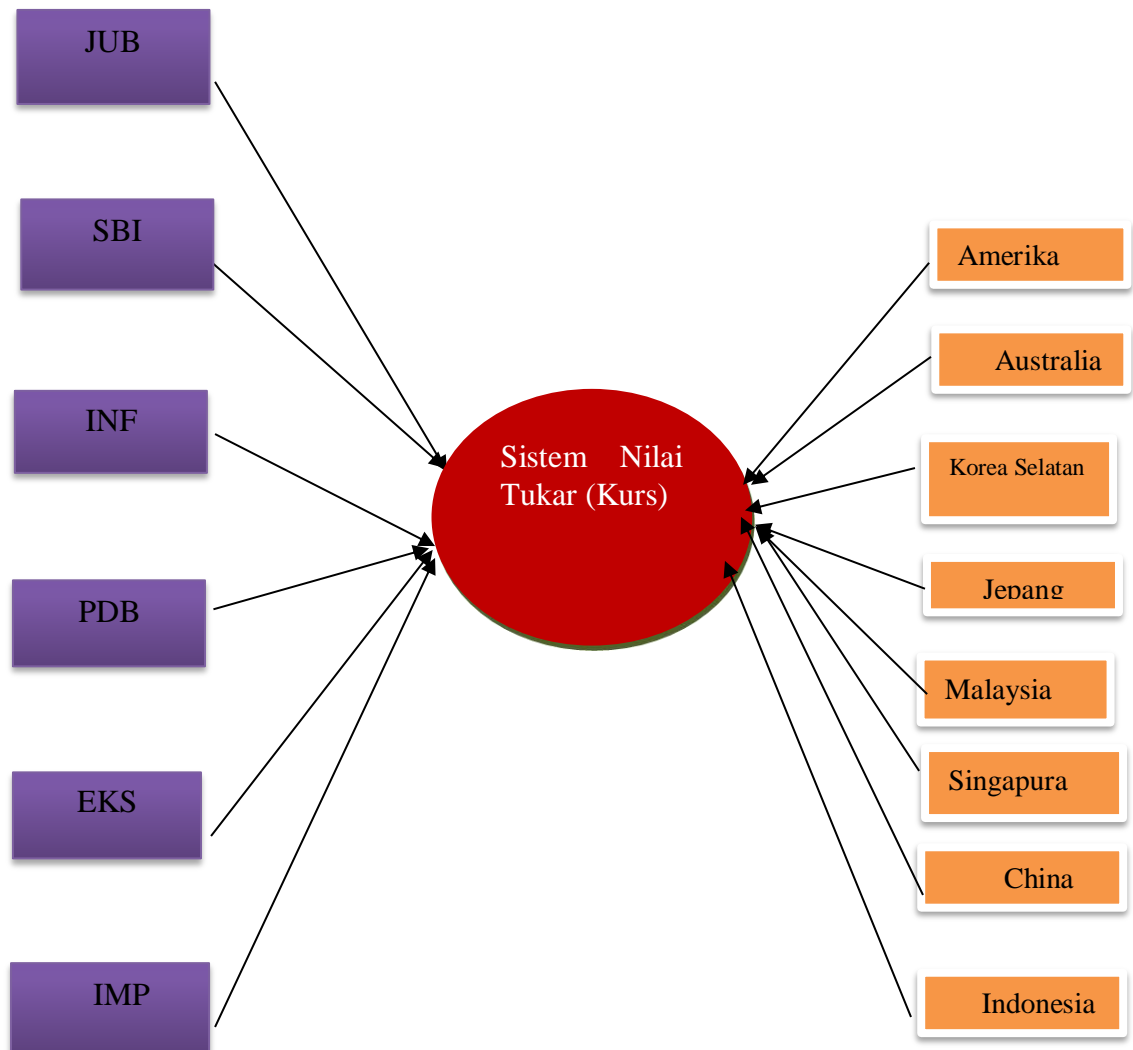 JUB
SBI
INF
PDB
EKS
IMP
Sistem Nilai
Tukar (Kurs)
Amerika
Australia
Korea Selatan
Jepang
Malaysia
Singapura
China
Indonesia